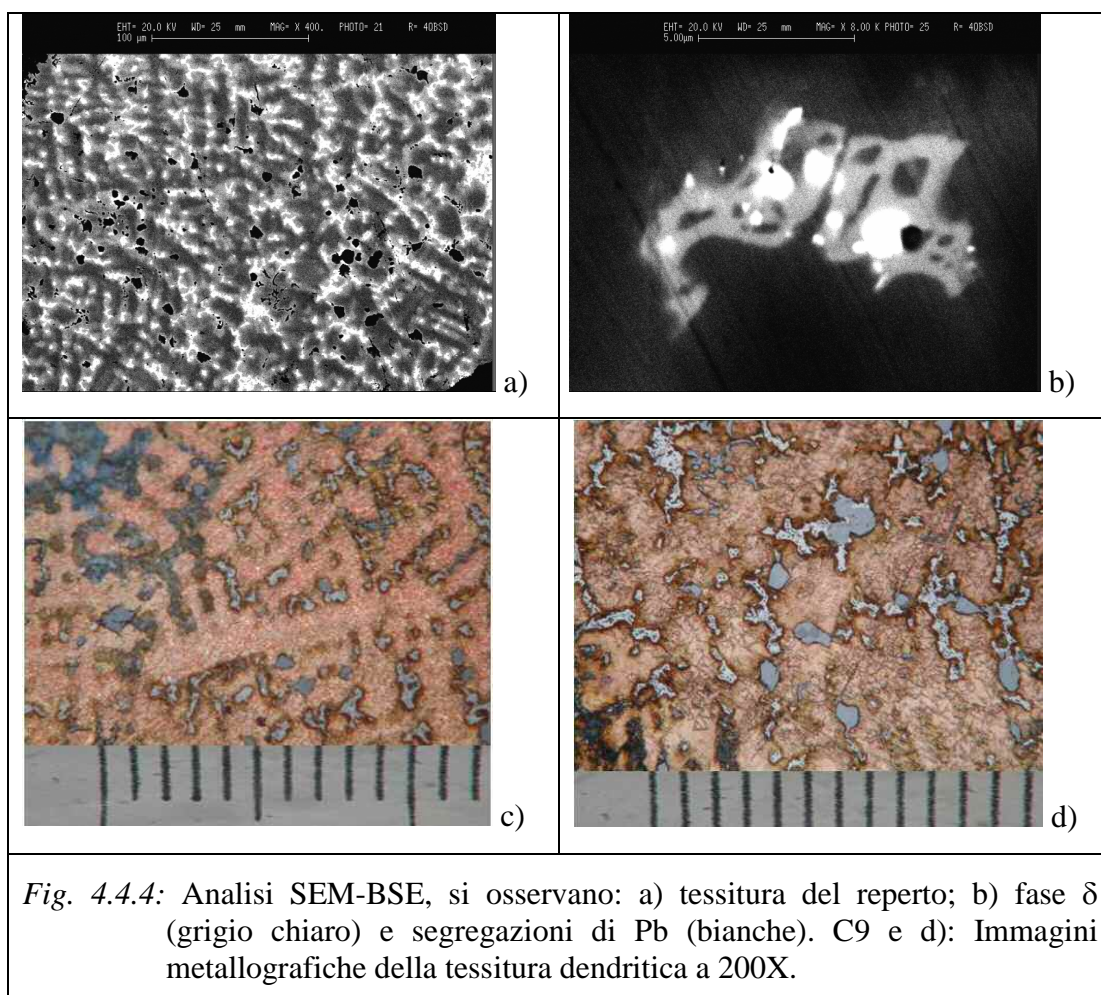 EHT= 20.0 KV WD= 25 mm MAG= X 400. PHOTO= 21 R= 4QBSD
100 µm
a)
EHT= 20.0 KV WD= 25 mm MAG= X 8.00 K PHOTO= 25 R= 4QBSD
5.00µm
b)
c)
d)
Fig. 4.4.4: Analisi SEM-BSE, si osservano: a) tessitura del reperto; b) fase δ
(grigio chiaro) e segregazioni di Pb (bianche). C9 e d): Immagini
metallografiche della tessitura dendritica a 200X.